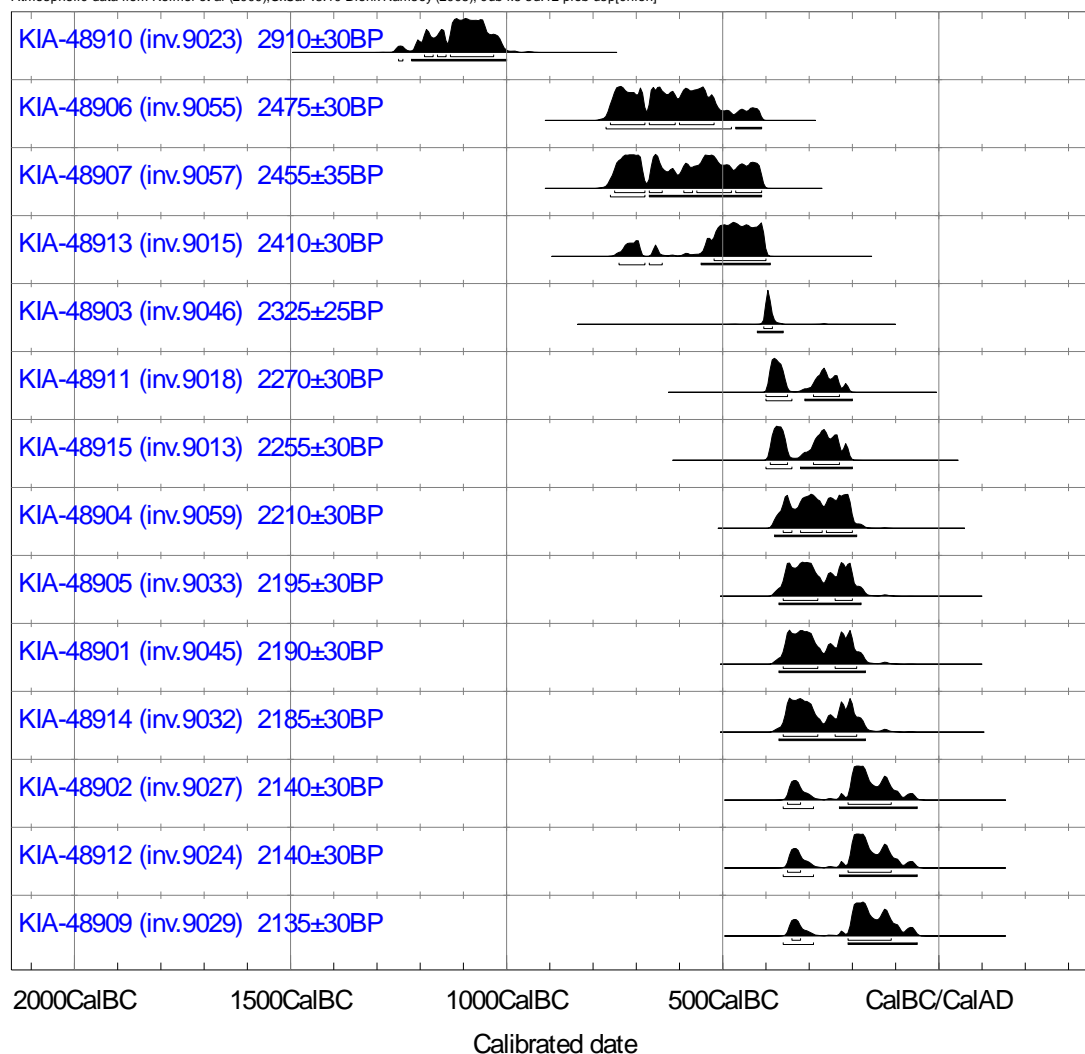 KIA-48910 (inv.9023) 2910±30BP
KIA-48906 (inv.9055) 2475±30BP
KIA-48907 (inv.9057) 2455±35BP
KIA-48913 (inv.9015) 2410±30BP
KIA-48903 (inv.9046) 2325±25BP
KIA-48911 (inv.9018) 2270±30BP
KIA-48915 (inv.9013) 2255±30BP
KIA-48904 (inv.9059) 2210±30BP
KIA-48905 (inv.9033) 2195±30BP
KIA-48901 (inv.9045) 2190±30BP
KIA-48914 (inv.9032) 2185±30BP
KIA-48902 (inv.9027) 2140±30BP
KIA-48912 (inv.9024) 2140±30BP
KIA-48909 (inv.9029) 2135±30BP
2000CalBC 1500CalBC 1000CalBC 500CalBC CalBC/CalAD
Calibrated date